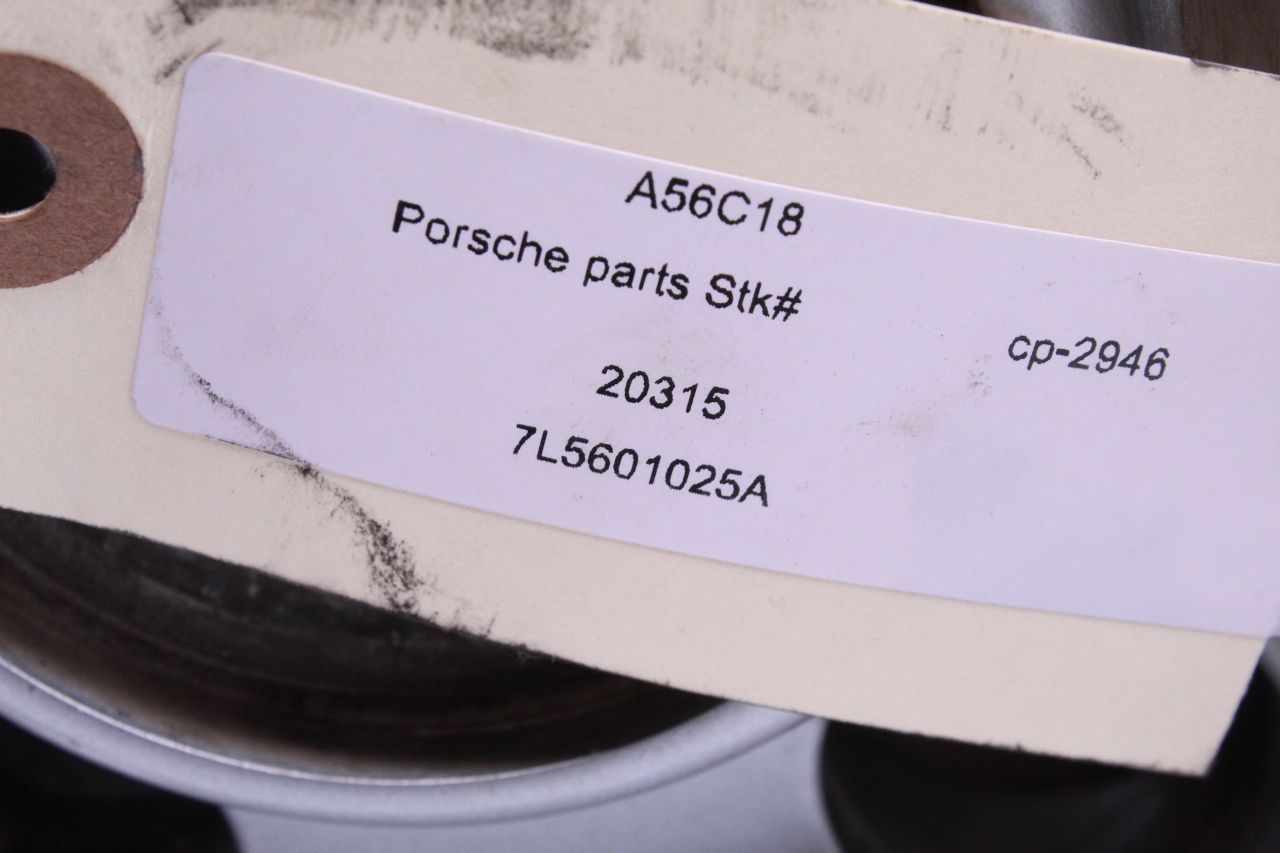 A56C18
Porsche parts Stk#
cp-2946
20315
7L5601025A